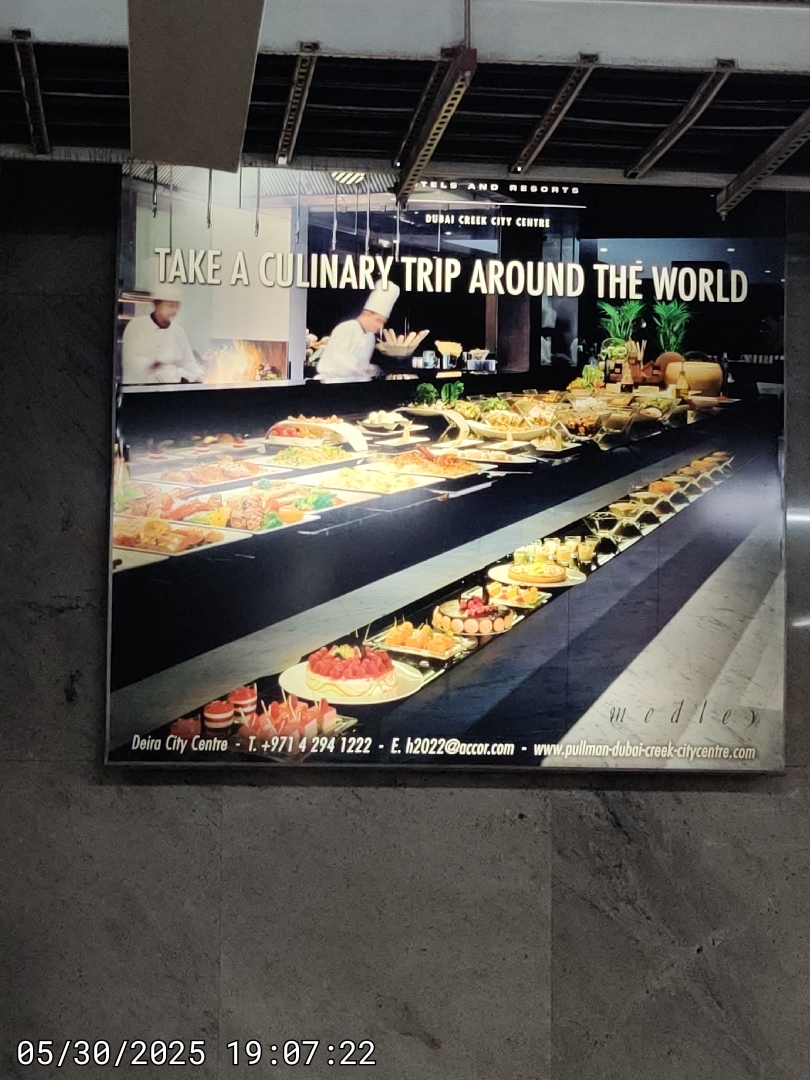 AND RESORTS
DUBAI CREEK CITY CENTRE
TAKE A CULINARY TRIP AROUND THE WORLD
medley
Deira City Centre - T. +971 4 294 1222 - E. h2022@accor.com - www.pullman-dubai-creek-citycentre.com
05/30/2025 19:07:22